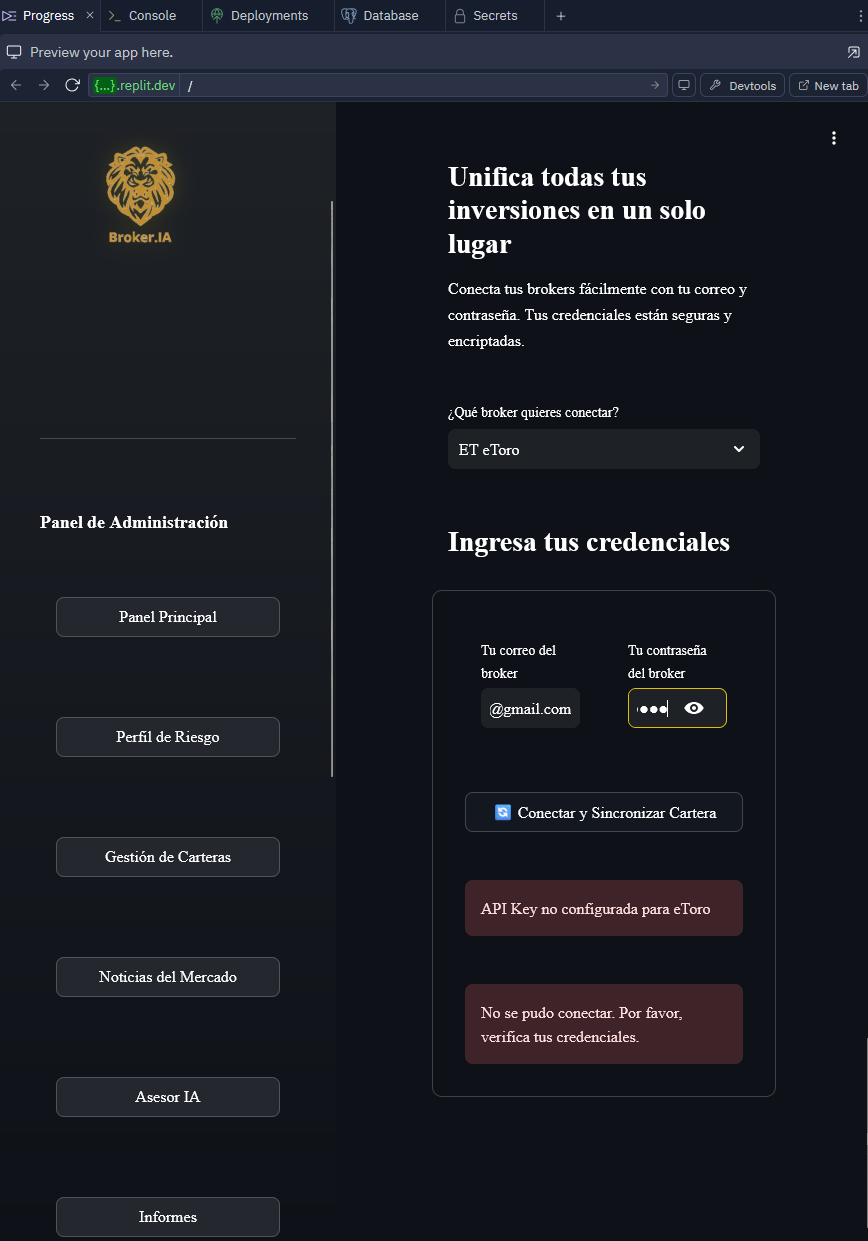 Progress
Console
Deployments
Database
Secrets
Preview your app here.
{...}.replit.dev /
Devtools
New tab
Broker.IA
Panel de Administración
Panel Principal
Perfil de Riesgo
Gestión de Carteras
Noticias del Mercado
Asesor IA
Informes
Unifica todas tus
inversiones en un solo
lugar
Conecta tus brokers fácilmente con tu correo y
contraseña. Tus credenciales están seguras y
encriptadas.
¿Qué broker quieres conectar?
ET eToro
Ingresa tus credenciales
Tu correo del
broker
@gmail.com
Tu contraseña
del broker
Conectar y Sincronizar Cartera
API Key no configurada para eToro
No se pudo conectar. Por favor,
verifica tus credenciales.